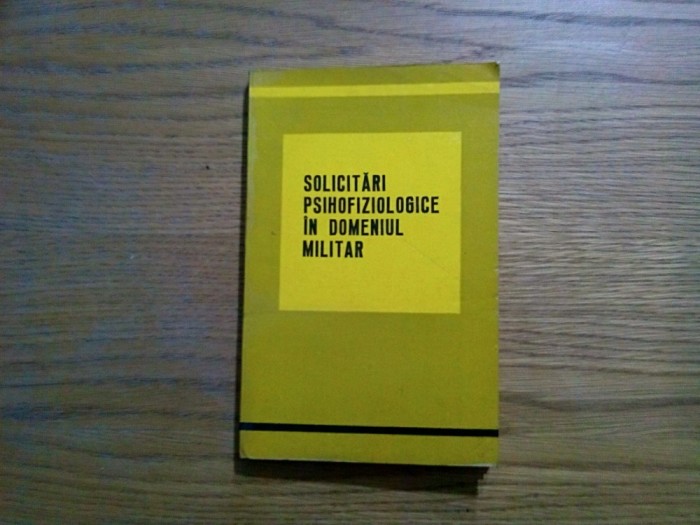 SOLICITĂRI
PSIHOFIZIOLOGICE
ÎN DOMENIUL
MILITAR